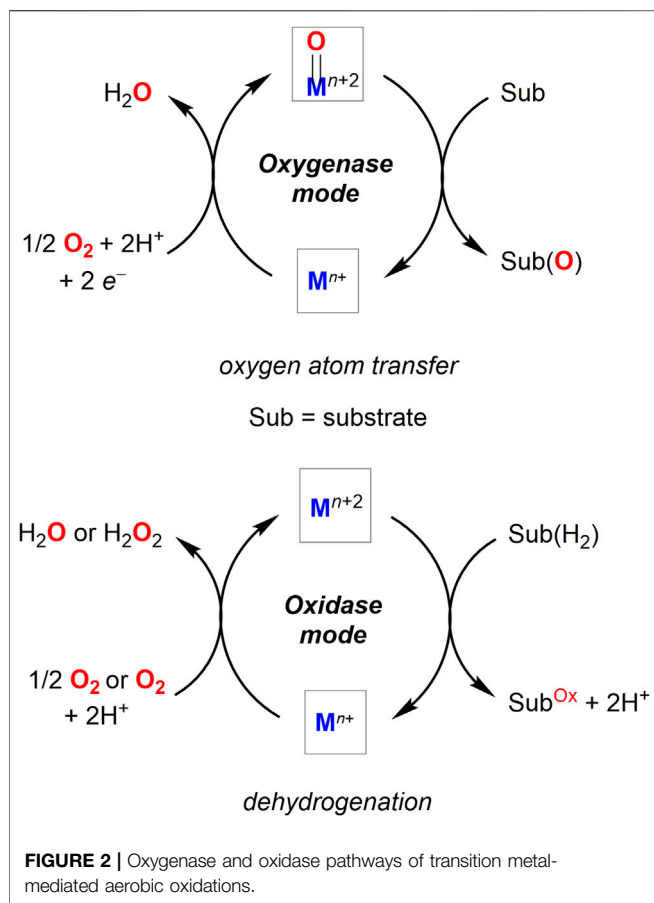 O
M^{n+2}
H₂O
Sub
Oxygenase
mode
1/2 O₂ + 2H⁺
+ 2 e⁻
Mⁿ⁺
Sub(O)
oxygen atom transfer
Sub = substrate
M^{n+2}
H₂O or H₂O₂
Sub(H₂)
Oxidase
mode
1/2 O₂ or O₂
+ 2H⁺
Mⁿ⁺
Sub^{Ox} + 2H⁺
dehydrogenation
FIGURE 2 | Oxygenase and oxidase pathways of transition metal-
mediated aerobic oxidations.